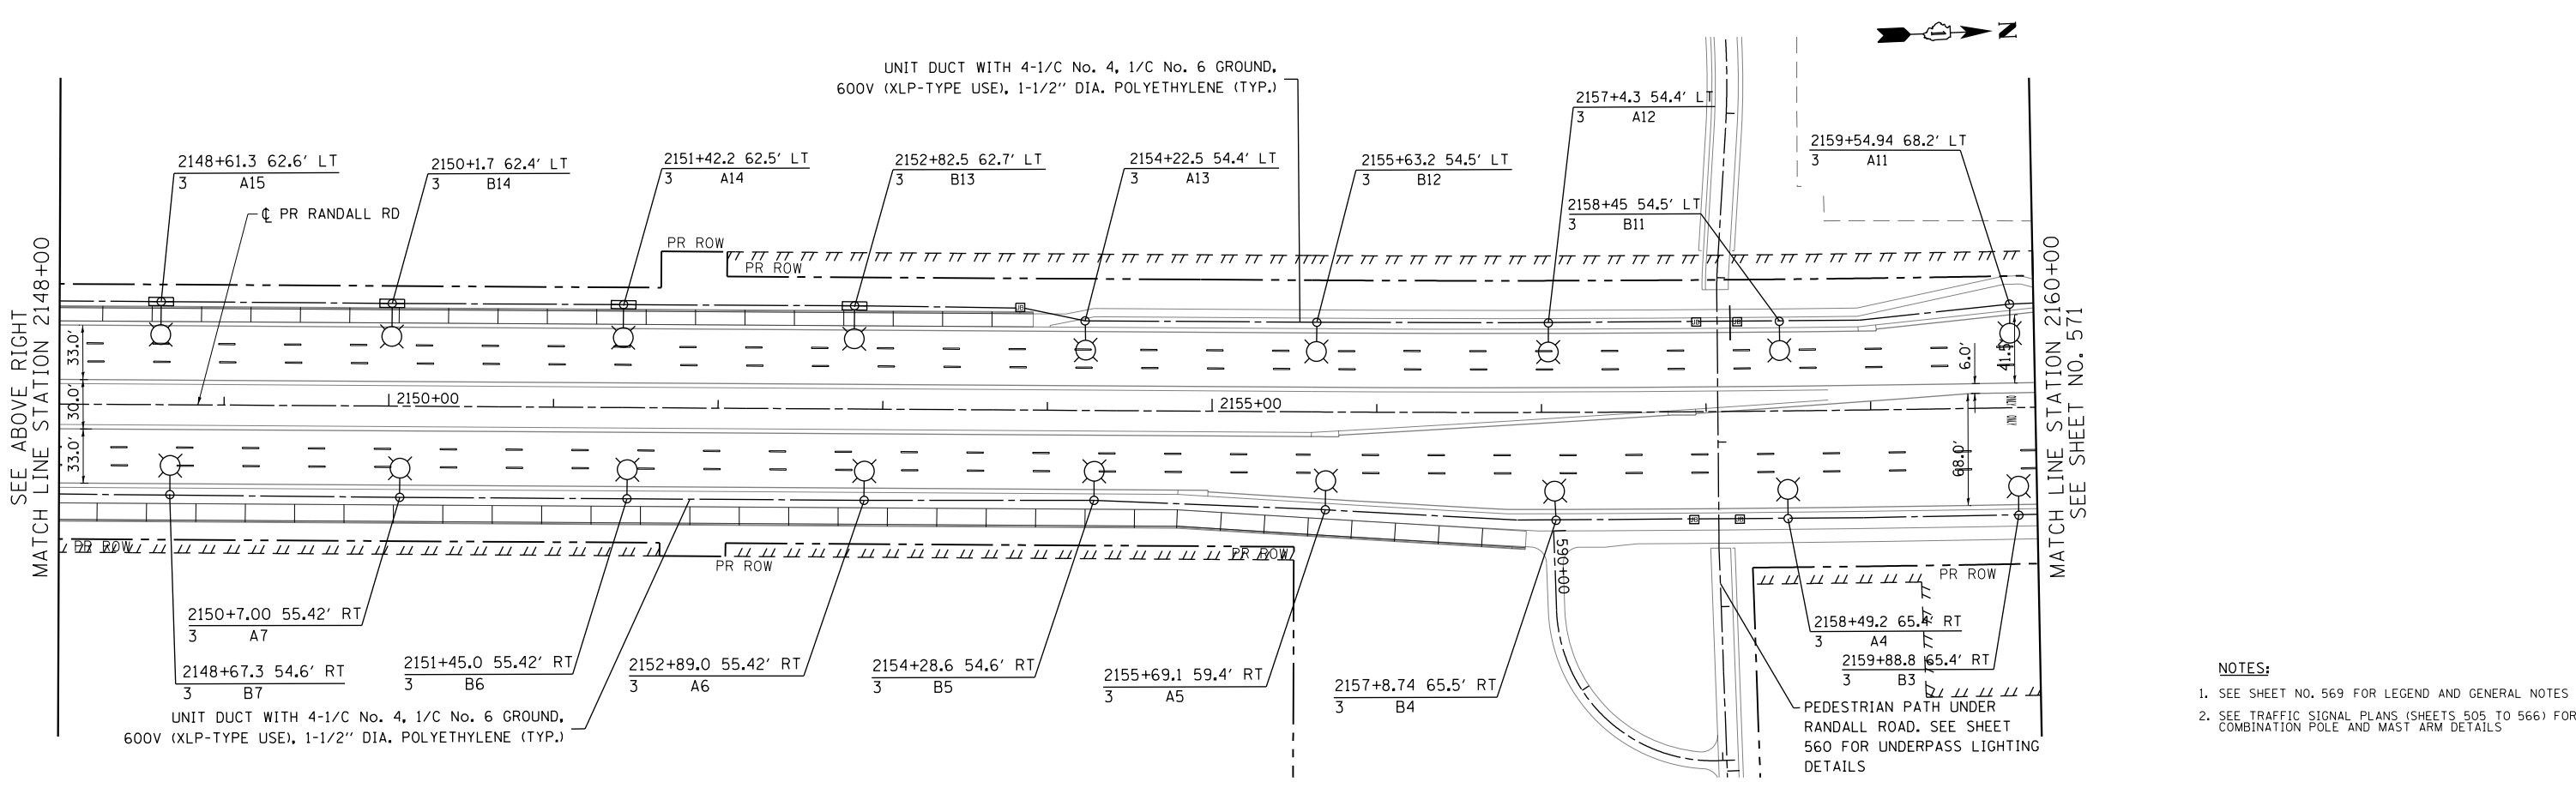 N
1
UNIT DUCT WITH 4-1/C No. 4, 1/C No. 6 GROUND,
600V (XLP-TYPE USE), 1-1/2" DIA. POLYETHYLENE (TYP.)
2157+4.3 54.4' LT
3 A12
2159+54.94 68.2' LT
3 A11
2148+61.3 62.6' LT
3 A15
2150+1.7 62.4' LT
3 B14
2151+42.2 62.5' LT
3 A14
2152+82.5 62.7' LT
3 B13
2154+22.5 54.4' LT
3 A13
2155+63.2 54.5' LT
3 B12
2158+45 54.5' LT
3 B11
℄ PR RANDALL RD
PR ROW
PR ROW
SEE ABOVE RIGHT
MATCH LINE STATION 2148+00
33.0'
30.0'
33.0'
2150+00
2155+00
6.0'
41.5'
ONLY
ONLY
68.0'
MATCH LINE STATION 2160+00
SEE SHEET NO. 571
PR ROW
PR ROW
PR ROW
590+00
PR ROW
2150+7.00 55.42' RT
3 A7
2148+67.3 54.6' RT
3 B7
2151+45.0 55.42' RT
3 B6
2152+89.0 55.42' RT
3 A6
2154+28.6 54.6' RT
3 B5
2155+69.1 59.4' RT
3 A5
2157+8.74 65.5' RT
3 B4
2158+49.2 65.4' RT
3 A4
2159+88.8 65.4' RT
3 B3
UNIT DUCT WITH 4-1/C No. 4, 1/C No. 6 GROUND,
600V (XLP-TYPE USE), 1-1/2" DIA. POLYETHYLENE (TYP.)
PEDESTRIAN PATH UNDER
RANDALL ROAD. SEE SHEET
560 FOR UNDERPASS LIGHTING
DETAILS
NOTES:
1. SEE SHEET NO. 569 FOR LEGEND AND GENERAL NOTES
2. SEE TRAFFIC SIGNAL PLANS (SHEETS 505 TO 566) FOR
COMBINATION POLE AND MAST ARM DETAILS